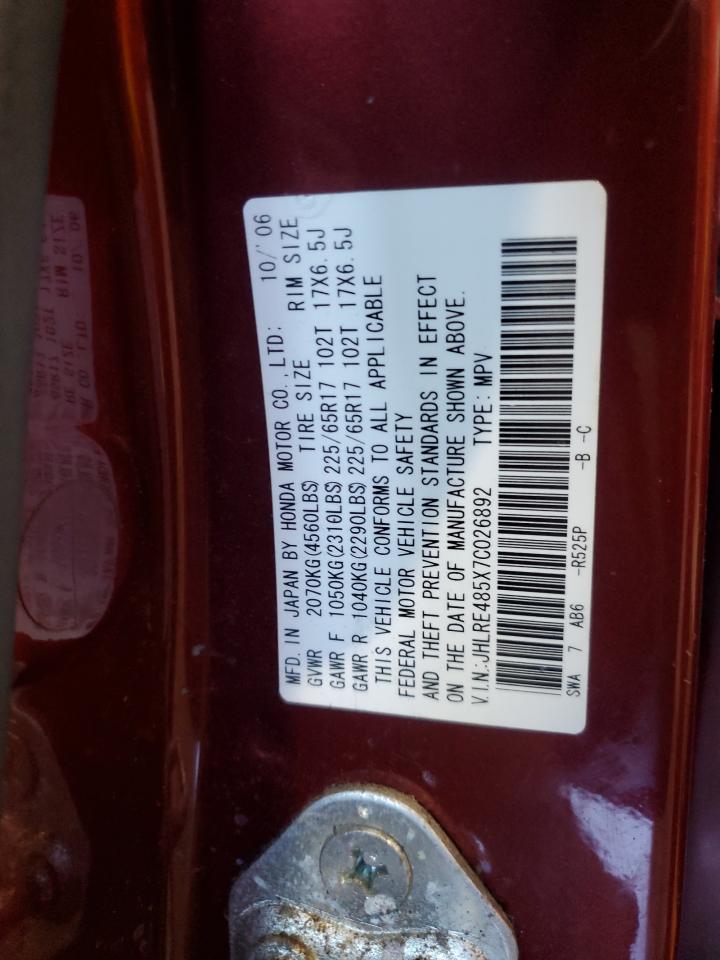 MFD. IN JAPAN BY HONDA MOTOR CO., LTD: 10/'06
GVWR 2070KG(4560LBS) TIRE SIZE RIM SIZE
GAWR F 1050KG(2310LBS) 225/65R17 102T 17X6.5J
GAWR R 1040KG(2290LBS) 225/65R17 102T 17X6.5J
THIS VEHICLE CONFORMS TO ALL APPLICABLE
FEDERAL MOTOR VEHICLE SAFETY
AND THEFT PREVENTION STANDARDS IN EFFECT
ON THE DATE OF MANUFACTURE SHOWN ABOVE.
V.I.N.:JHLRE485X7C026892 TYPE: MPV
SWA 7 AB6 -R525P -B -C